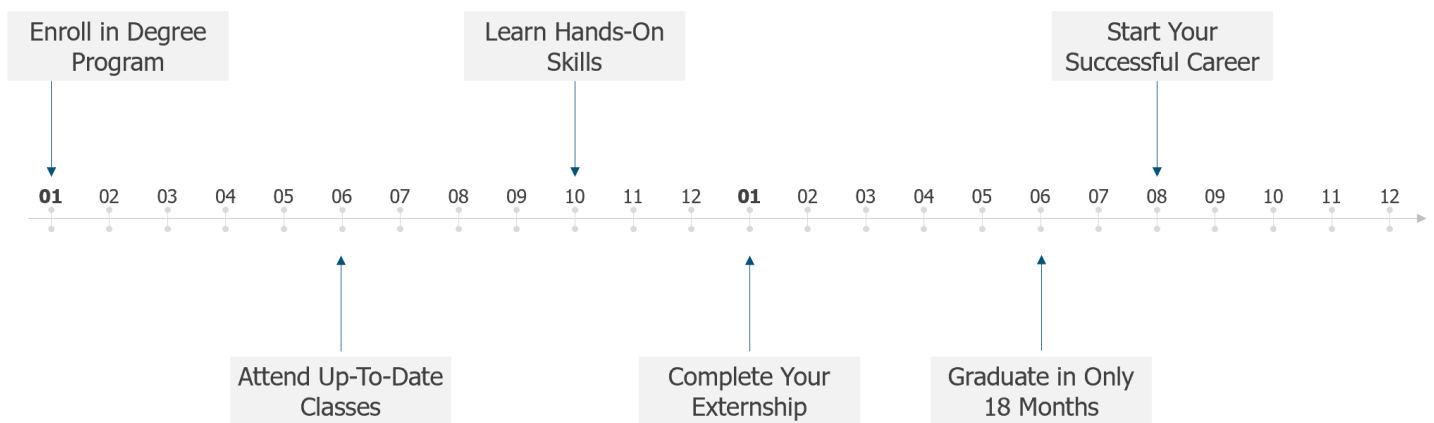 Enroll in Degree
Program
Learn Hands-On
Skills
Start Your
Successful Career
01 02 03 04 05 06 07 08 09 10 11 12 01 02 03 04 05 06 07 08 09 10 11 12
Attend Up-To-Date
Classes
Complete Your
Externship
Graduate in Only
18 Months